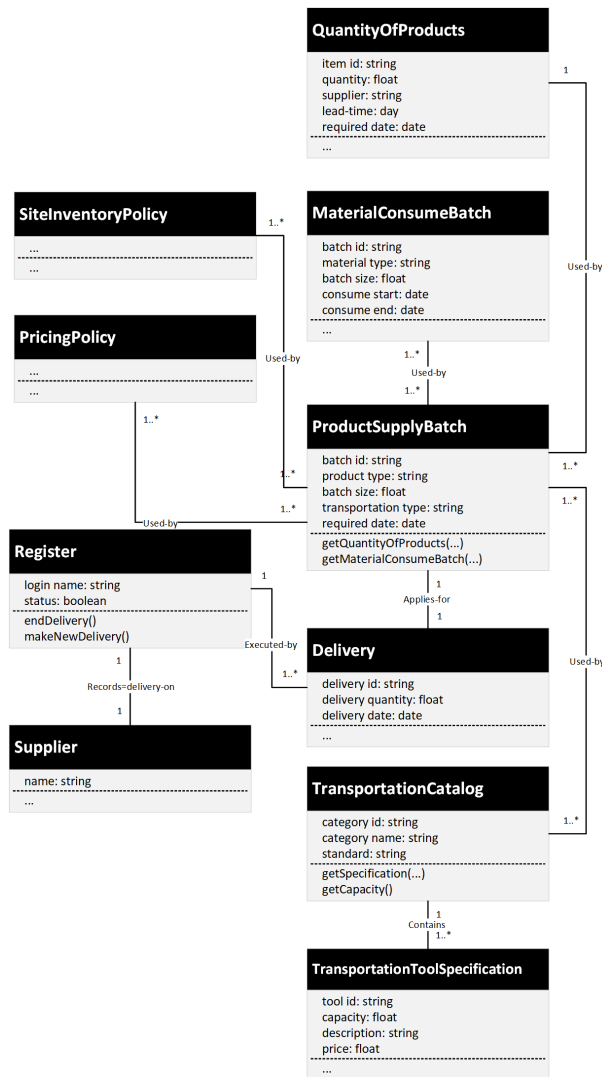 QuantityOfProducts
item id: string
quantity: float
supplier: string
lead-time: day
required date: date
...
1
Used-by
1..*
SiteInventoryPolicy
...
...
1..*
Used-by
1..*
MaterialConsumeBatch
batch id: string
material type: string
batch size: float
consume start: date
consume end: date
...
1..*
Used-by
1..*
PricingPolicy
...
...
1..*
Used-by
1..*
ProductSupplyBatch
batch id: string
product type: string
batch size: float
transportation type: string
required date: date
getQuantityOfProducts(...)
getMaterialConsumeBatch(...)
1..*
Used-by
1..*
1
Applies-for
1
Register
login name: string
status: boolean
endDelivery()
makeNewDelivery()
1
Executed-by
1..*
1
Records=delivery-on
1
Delivery
delivery id: string
delivery quantity: float
delivery date: date
...
Supplier
name: string
...
TransportationCatalog
category id: string
category name: string
standard: string
getSpecification(...)
getCapacity()
1
Contains
1..*
TransportationToolSpecification
tool id: string
capacity: float
description: string
price: float
...